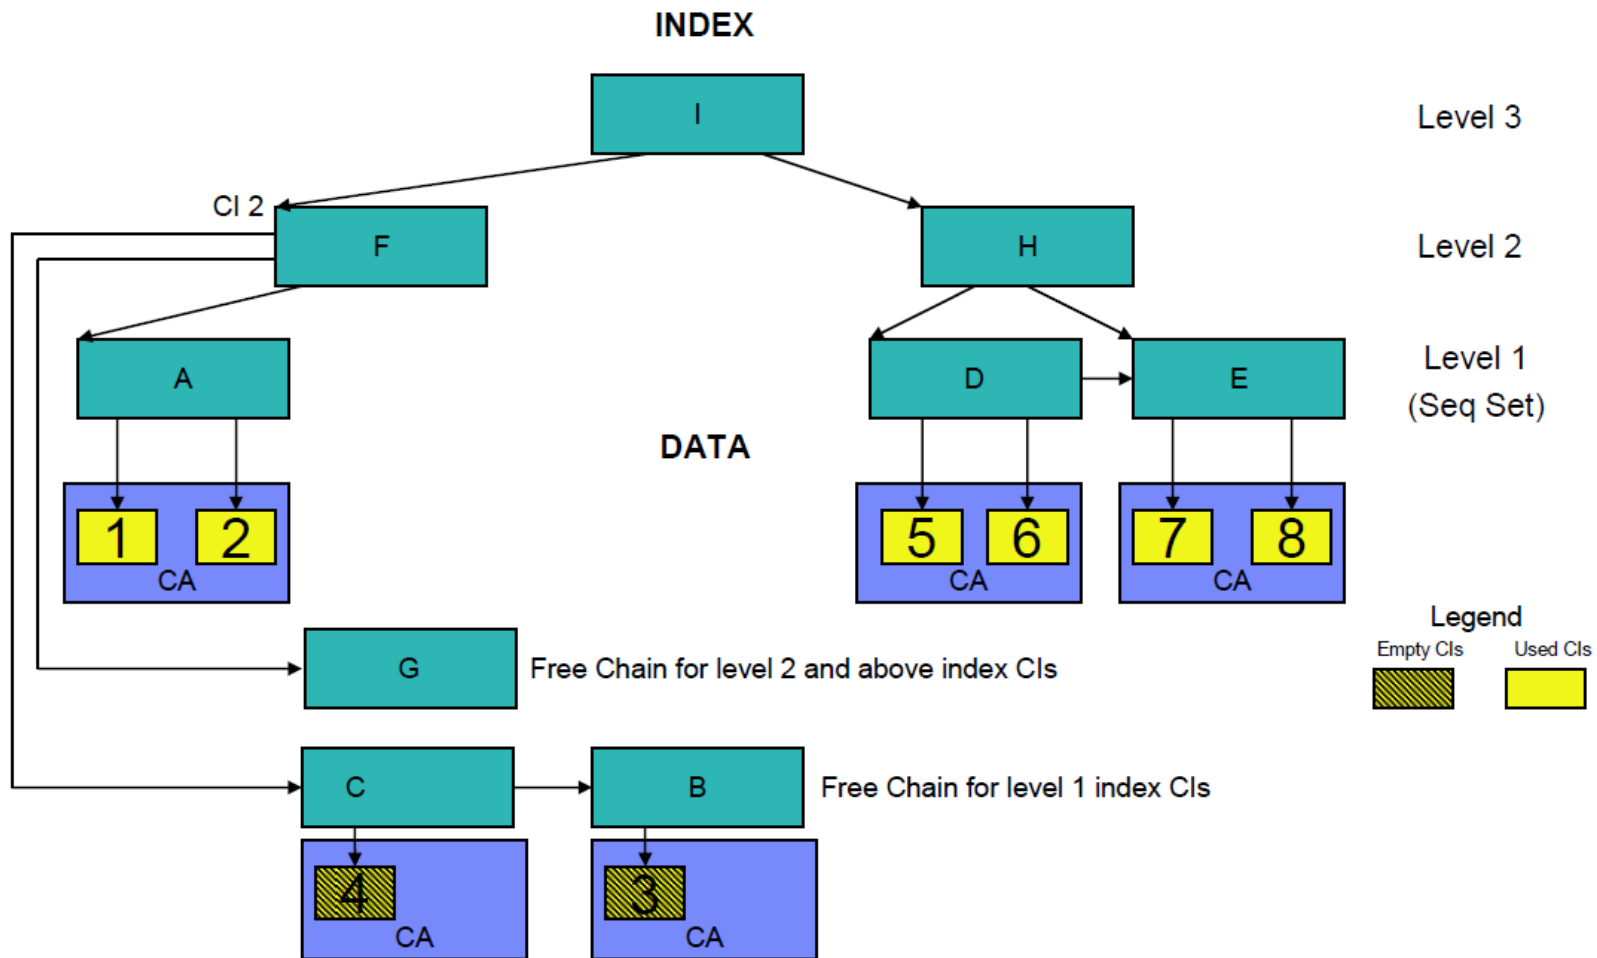 INDEX
I
Level 3
CI 2
F
H
Level 2
A
D
E
Level 1
(Seq Set)
DATA
1
2
5
6
7
8
CA
CA
CA
Legend
Empty CIs
Used CIs
G
Free Chain for level 2 and above index CIs
C
B
Free Chain for level 1 index CIs
4
3
CA
CA